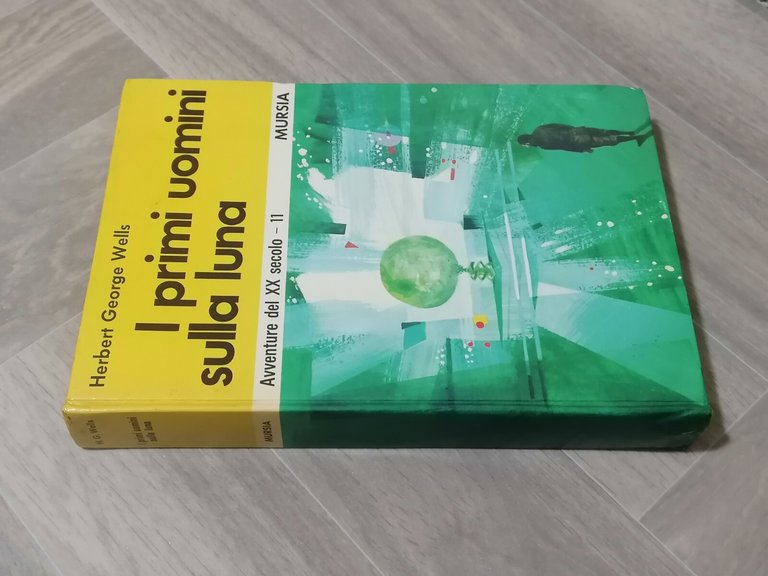 Herbert George Wells
I primi uomini
sulla luna
Avventure del XX secolo - 11
MURSIA
H. G. Wells
I primi uomini
sulla luna
MURSIA